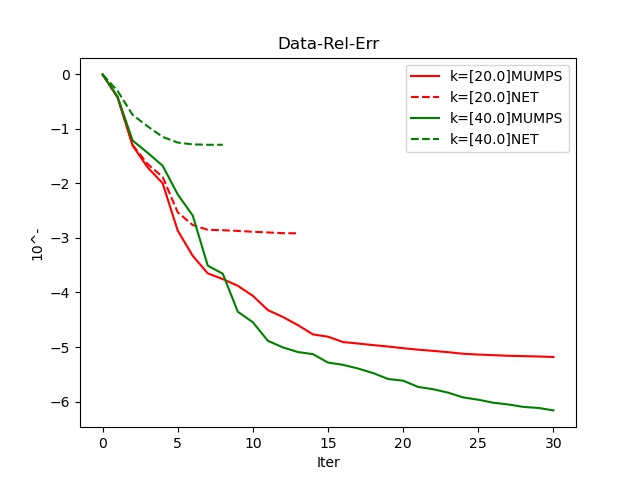 Data-Rel-Err
k=[20.0]MUMPS
k=[20.0]NET
k=[40.0]MUMPS
k=[40.0]NET
10^-
0
−1
−2
−3
−4
−5
−6
0 5 10 15 20 25 30
Iter